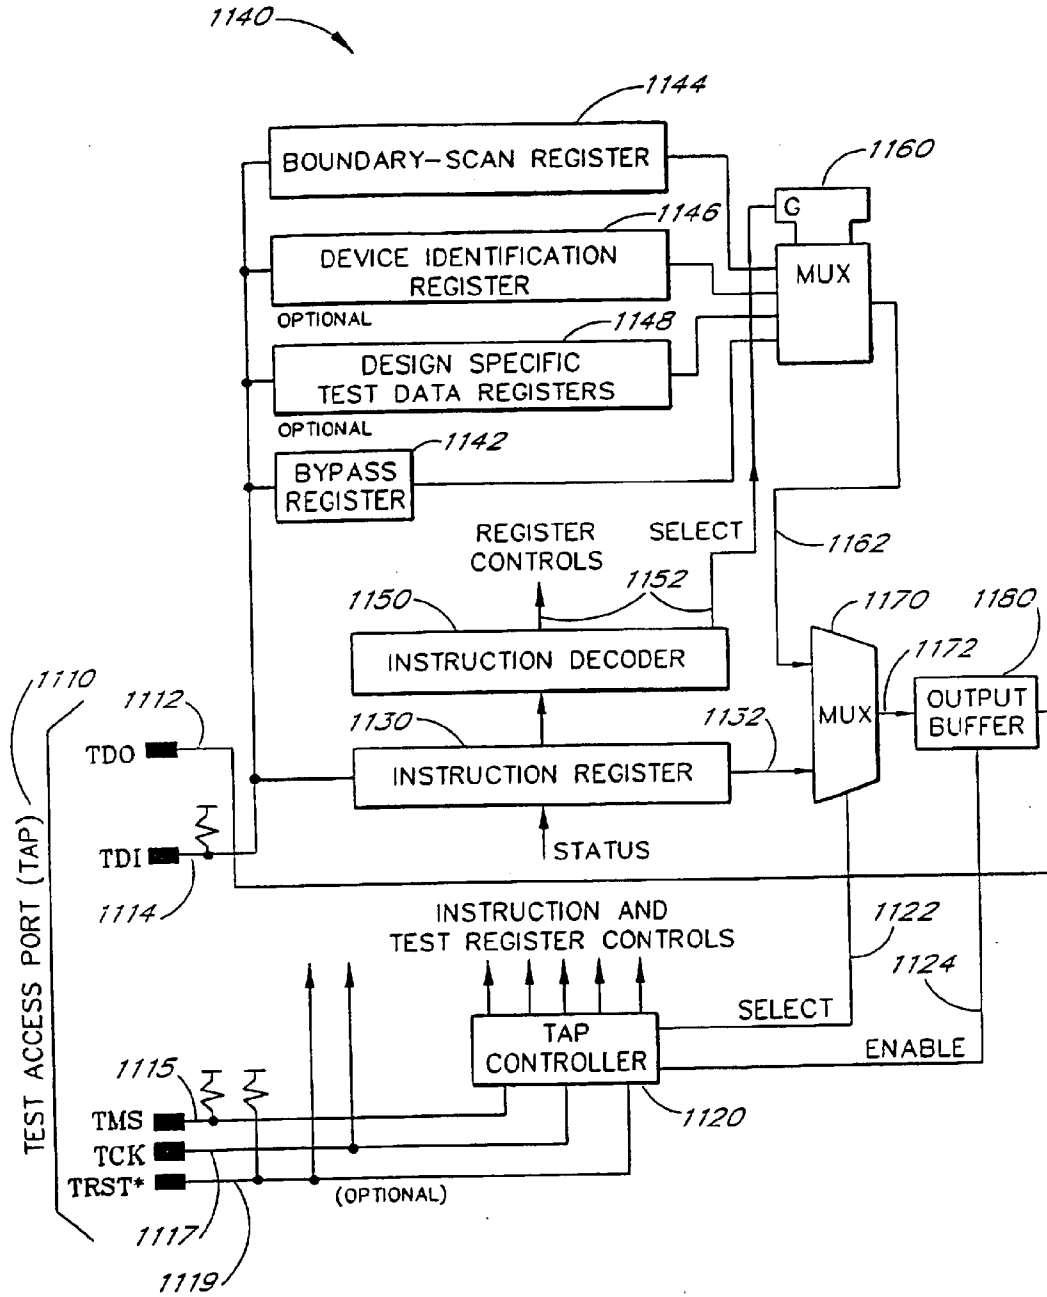 1140
1144
BOUNDARY-SCAN REGISTER
1160
G
1146
DEVICE IDENTIFICATION
REGISTER
MUX
OPTIONAL
1148
DESIGN SPECIFIC
TEST DATA REGISTERS
OPTIONAL
1142
BYPASS
REGISTER
REGISTER
CONTROLS
SELECT
1162
1152
1150
1170
1180
INSTRUCTION DECODER
1172
OUTPUT
BUFFER
MUX
1110
1112
1130
1132
TDO
INSTRUCTION REGISTER
TDI
STATUS
1114
INSTRUCTION AND
TEST REGISTER CONTROLS
1122
1124
SELECT
TAP
CONTROLLER
ENABLE
TEST ACCESS PORT (TAP)
1115
1120
TMS
TCK
TRST*
(OPTIONAL)
1117
1119